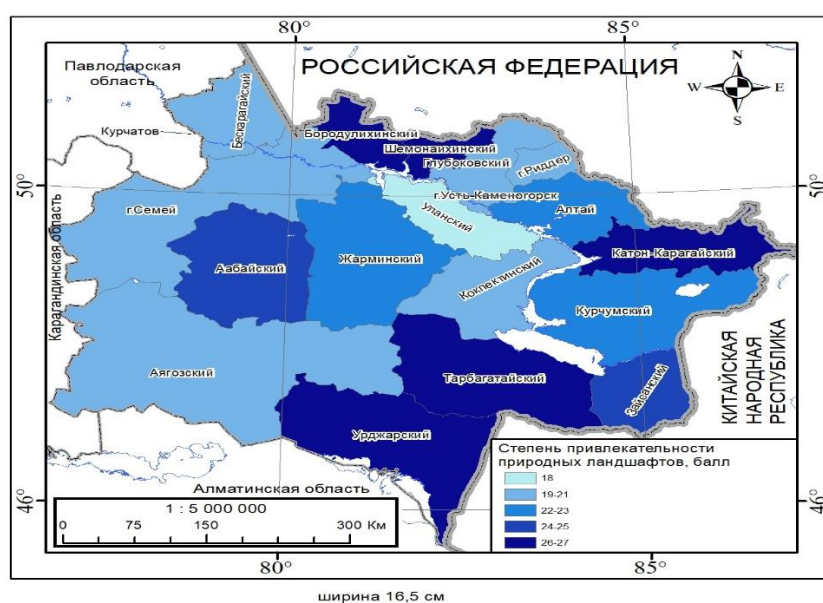 80°
85°
Павлодарская
область
РОССИЙСКАЯ ФЕДЕРАЦИЯ
N
W
E
S
Бескарагайский
Курчатов
Бородулихинский
Шемонаихинский
Глубоковский
г.Риддер
50°
50°
г.Семей
г.Усть-Каменогорск
Алтай
Уланский
Карагандинская область
Аабайский
Жарминский
Катон-Карагайский
Кокпектинский
Курчумский
КИТАЙСКАЯ
НАРОДНАЯ
РЕСПУБЛИКА
Аягозский
Тарбагатайский
Зайсанский
Урджарский
Степень привлекательности
природных ландшафтов, балл
18
19-21
22-23
24-25
26-27
Алматинская область
46°
46°
1 : 5 000 000
0 75 150 300 Км
80°
85°
ширина 16,5 см